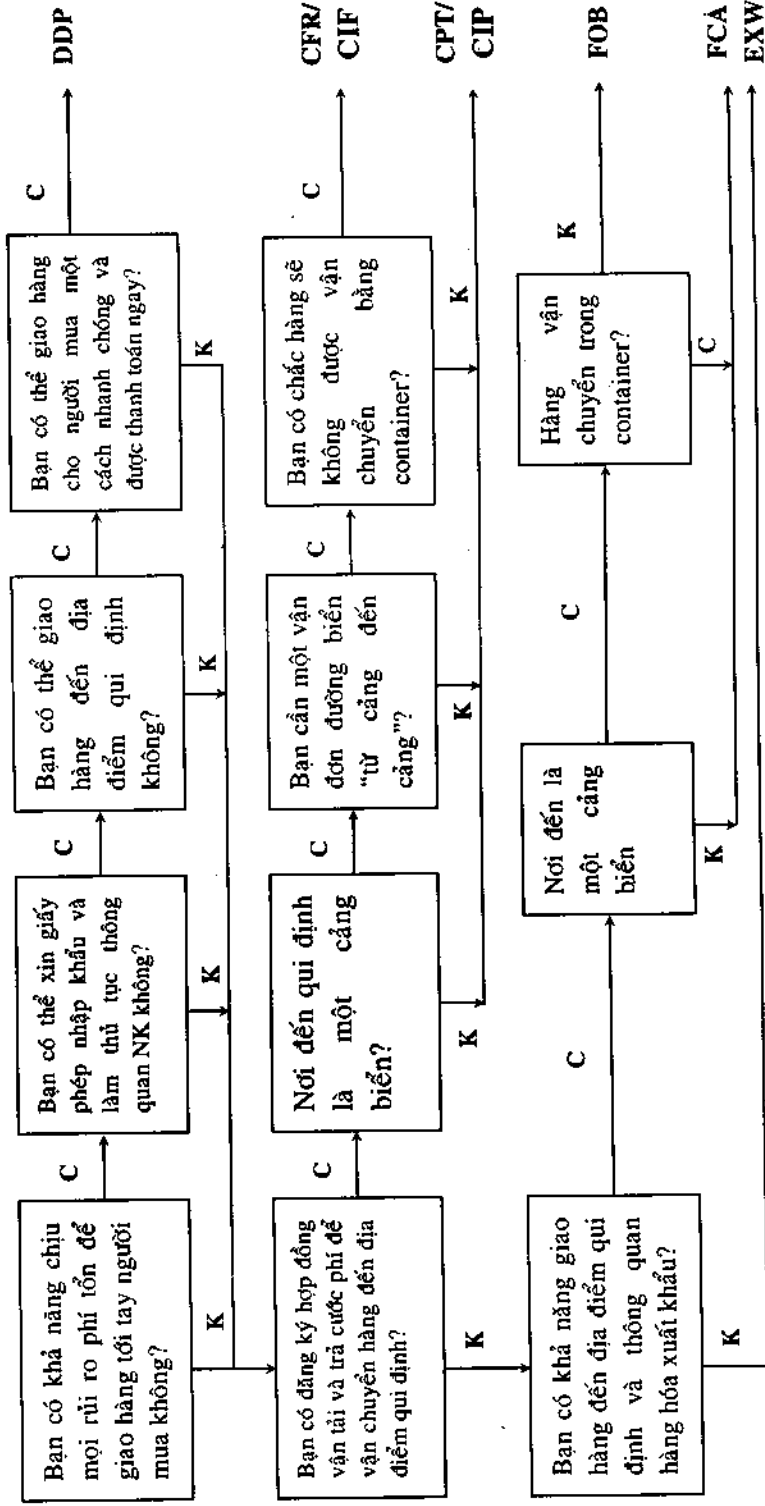 Bạn có khả năng chịu
mọi rủi ro phí tổn để
giao hàng tới tay người
mua không?
C
K
Bạn có thể xin giấy
phép nhập khẩu và
làm thủ tục thông
quan NK không?
C
K
Bạn có thể giao
hàng đến địa
điểm qui định
không?
C
K
Bạn có thể giao hàng
cho người mua một
cách nhanh chóng và
được thanh toán ngay?
C
K
DDP
Bạn có đăng ký hợp đồng
vận tải và trả cước phí để
vận chuyển hàng đến địa
điểm qui định?
C
K
Nơi đến qui định
là một cảng
biển?
C
K
Bạn cần một vận
đơn đường biển
“từ cảng đến
cảng”?
C
K
Bạn có chắc hàng sẽ
không được vận
chuyển bằng
container?
C
K
CFR/
CIF
CPT/
CIP
Bạn có khả năng giao
hàng đến địa điểm qui
định và thông quan
hàng hóa xuất khẩu?
C
K
Nơi đến là
một cảng
biển
C
K
Hàng vận
chuyển trong
container?
K
C
FOB
FCA
EXW